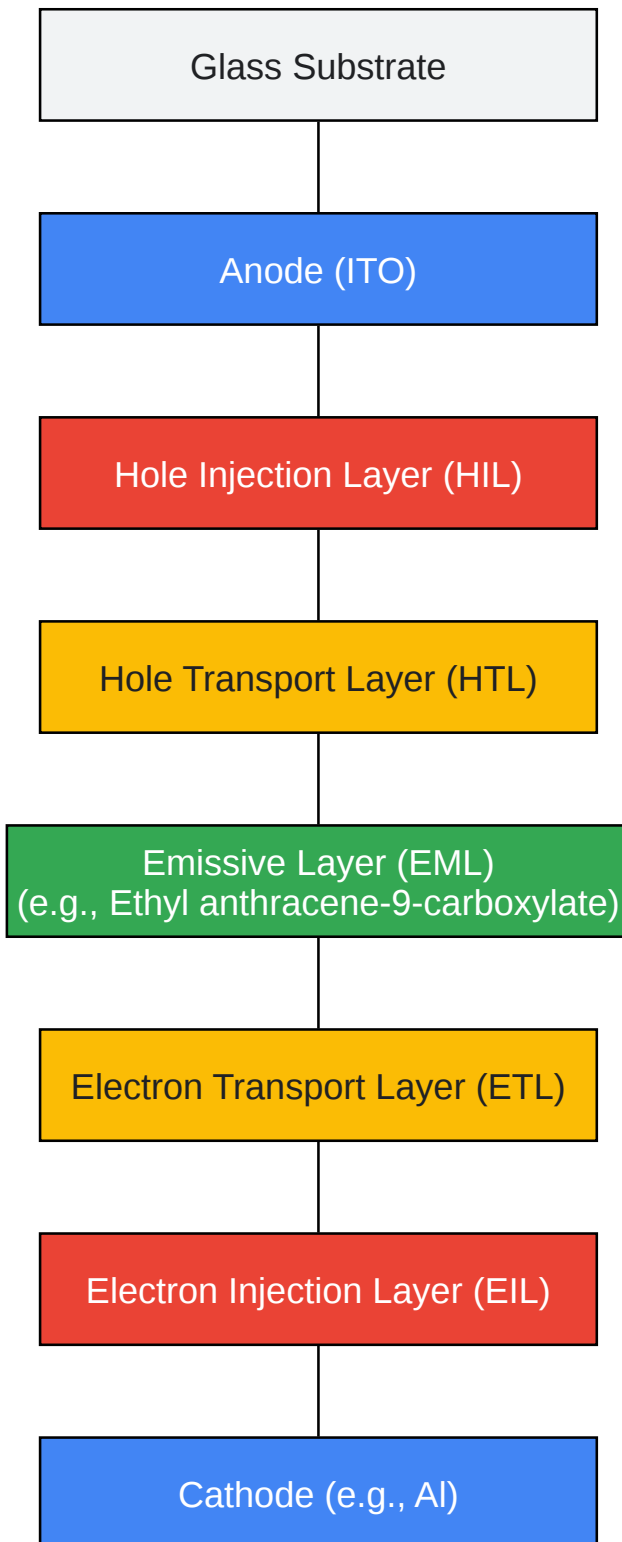 Glass Substrate
Anode (ITO)
Hole Injection Layer (HIL)
Hole Transport Layer (HTL)
Emissive Layer (EML)
(e.g., Ethyl anthracene-9-carboxylate)
Electron Transport Layer (ETL)
Electron Injection Layer (EIL)
Cathode (e.g., Al)